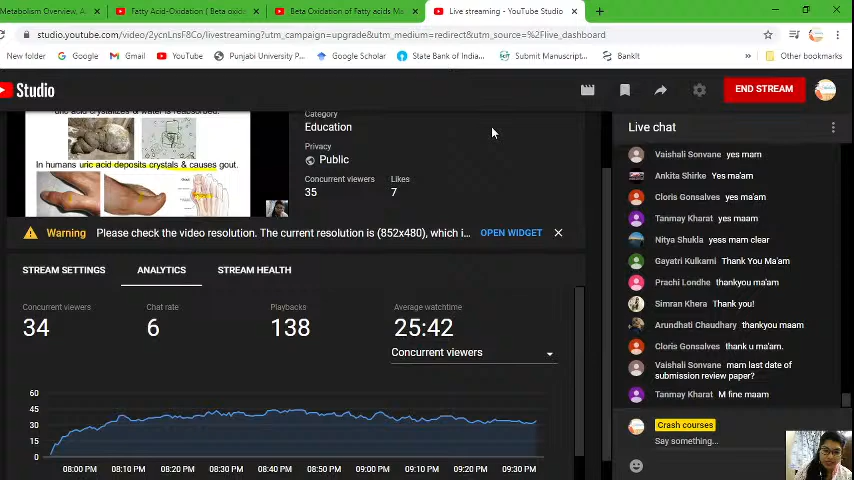 Metabolism Overview, A
Fatty Acid-Oxidation ( Beta oxid
Beta Oxidation of Fatty acids M
Live streaming - YouTube Studio
studio.youtube.com/video/2ycnLnsF8Co/livestreaming?utm_campaign=upgrade&utm_medium=redirect&utm_source=%2Flive_dashboard
New folder
Google
Gmail
YouTube
Punjabi University P...
Google Scholar
State Bank of India...
Submit Manuscript...
BankIt
»
Other bookmarks
Studio
END STREAM
uric acid crystallizes & water is reabsorbed.
In humans uric acid deposits crystals & causes gout.
Category
Education
Privacy
Public
Concurrent viewers
Likes
35
7
Warning
Please check the video resolution. The current resolution is (852x480), which i...
OPEN WIDGET
STREAM SETTINGS
ANALYTICS
STREAM HEALTH
Concurrent viewers
34
Chat rate
6
Playbacks
138
Average watchtime
25:42
Concurrent viewers
60
45
30
15
0
08:00 PM
08:10 PM
08:20 PM
08:30 PM
08:40 PM
08:50 PM
09:00 PM
09:10 PM
09:20 PM
09:30 PM
Live chat
Vaishali Sonvane yes mam
Ankita Shirke Yes ma'am
Cloris Gonsalves yes ma'am
Tanmay Kharat yes maam
Nitya Shukla yess mam clear
Gayatri Kulkarni Thank You Ma'am
Prachi Londhe thankyou ma'am
Simran Khera Thank you!
Arundhati Chaudhary thankyou maam
Cloris Gonsalves thank u ma'am.
Vaishali Sonvane mam last date of
submission review paper?
Tanmay Kharat M fine maam
Crash courses
Say something...